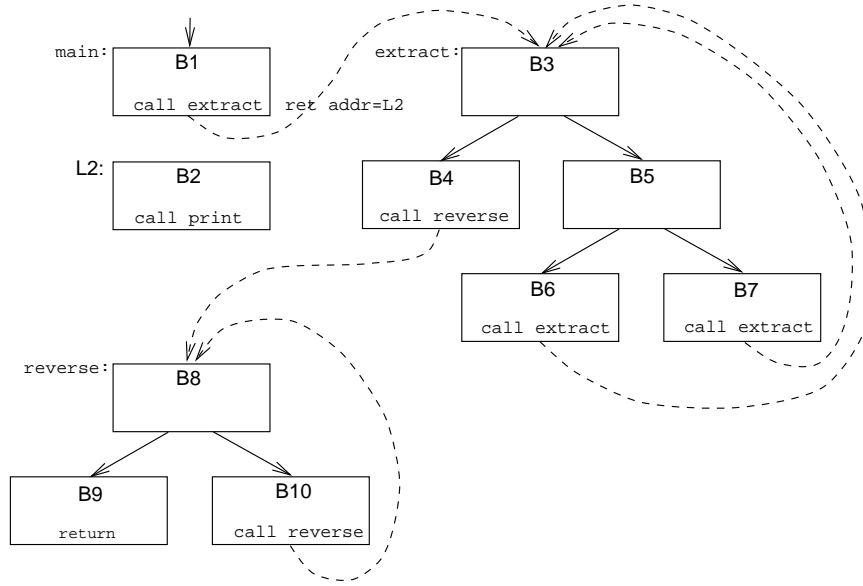 main:
B1
call extract ret addr=L2
extract:
B3
L2:
B2
call print
B4
call reverse
B5
B6
call extract
B7
call extract
reverse:
B8
B9
return
B10
call reverse